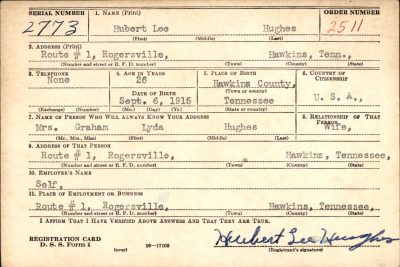 SERIAL NUMBER 1. NAME (Print) ORDER NUMBER
2773 Hubert Lee Hughes 2511
(First) (Middle) (Last)
2. ADDRESS (Print)
Route # 1, Rogersville, Hawkins, Tenn.,
(Number and street or R. F. D. number) (Town) (County) (State)
3. TELEPHONE 4. AGE IN YEARS 5. PLACE OF BIRTH 6. COUNTRY OF CITIZENSHIP
None 26 Hawkins County,
DATE OF BIRTH (Town or county)
Sept. 6, 1915 Tennessee U. S. A.,
(Exchange) (Number) (Mo.) (Day) (Yr.) (State or country)
7. NAME OF PERSON WHO WILL ALWAYS KNOW YOUR ADDRESS 8. RELATIONSHIP OF THAT PERSON
Mrs. Graham Lyda Hughes Wife,
(Mr., Mrs., Miss) (First) (Middle) (Last)
9. ADDRESS OF THAT PERSON
Route # 1, Rogersville, Hawkins, Tennessee,
(Number and street or R. F. D. number) (Town) (County) (State)
10. EMPLOYER'S NAME
Self,
11. PLACE OF EMPLOYMENT OR BUSINESS
Route # 1, Rogersville, Hawkins, Tennessee,
(Number and street or R. F. D. number) (Town) (County) (State)
I AFFIRM THAT I HAVE VERIFIED ABOVE ANSWERS AND THAT THEY ARE TRUE.
REGISTRATION CARD
D. S. S. Form 1 (over) 16—17105 Hubert Lee Hughes
(Registrant's signature)